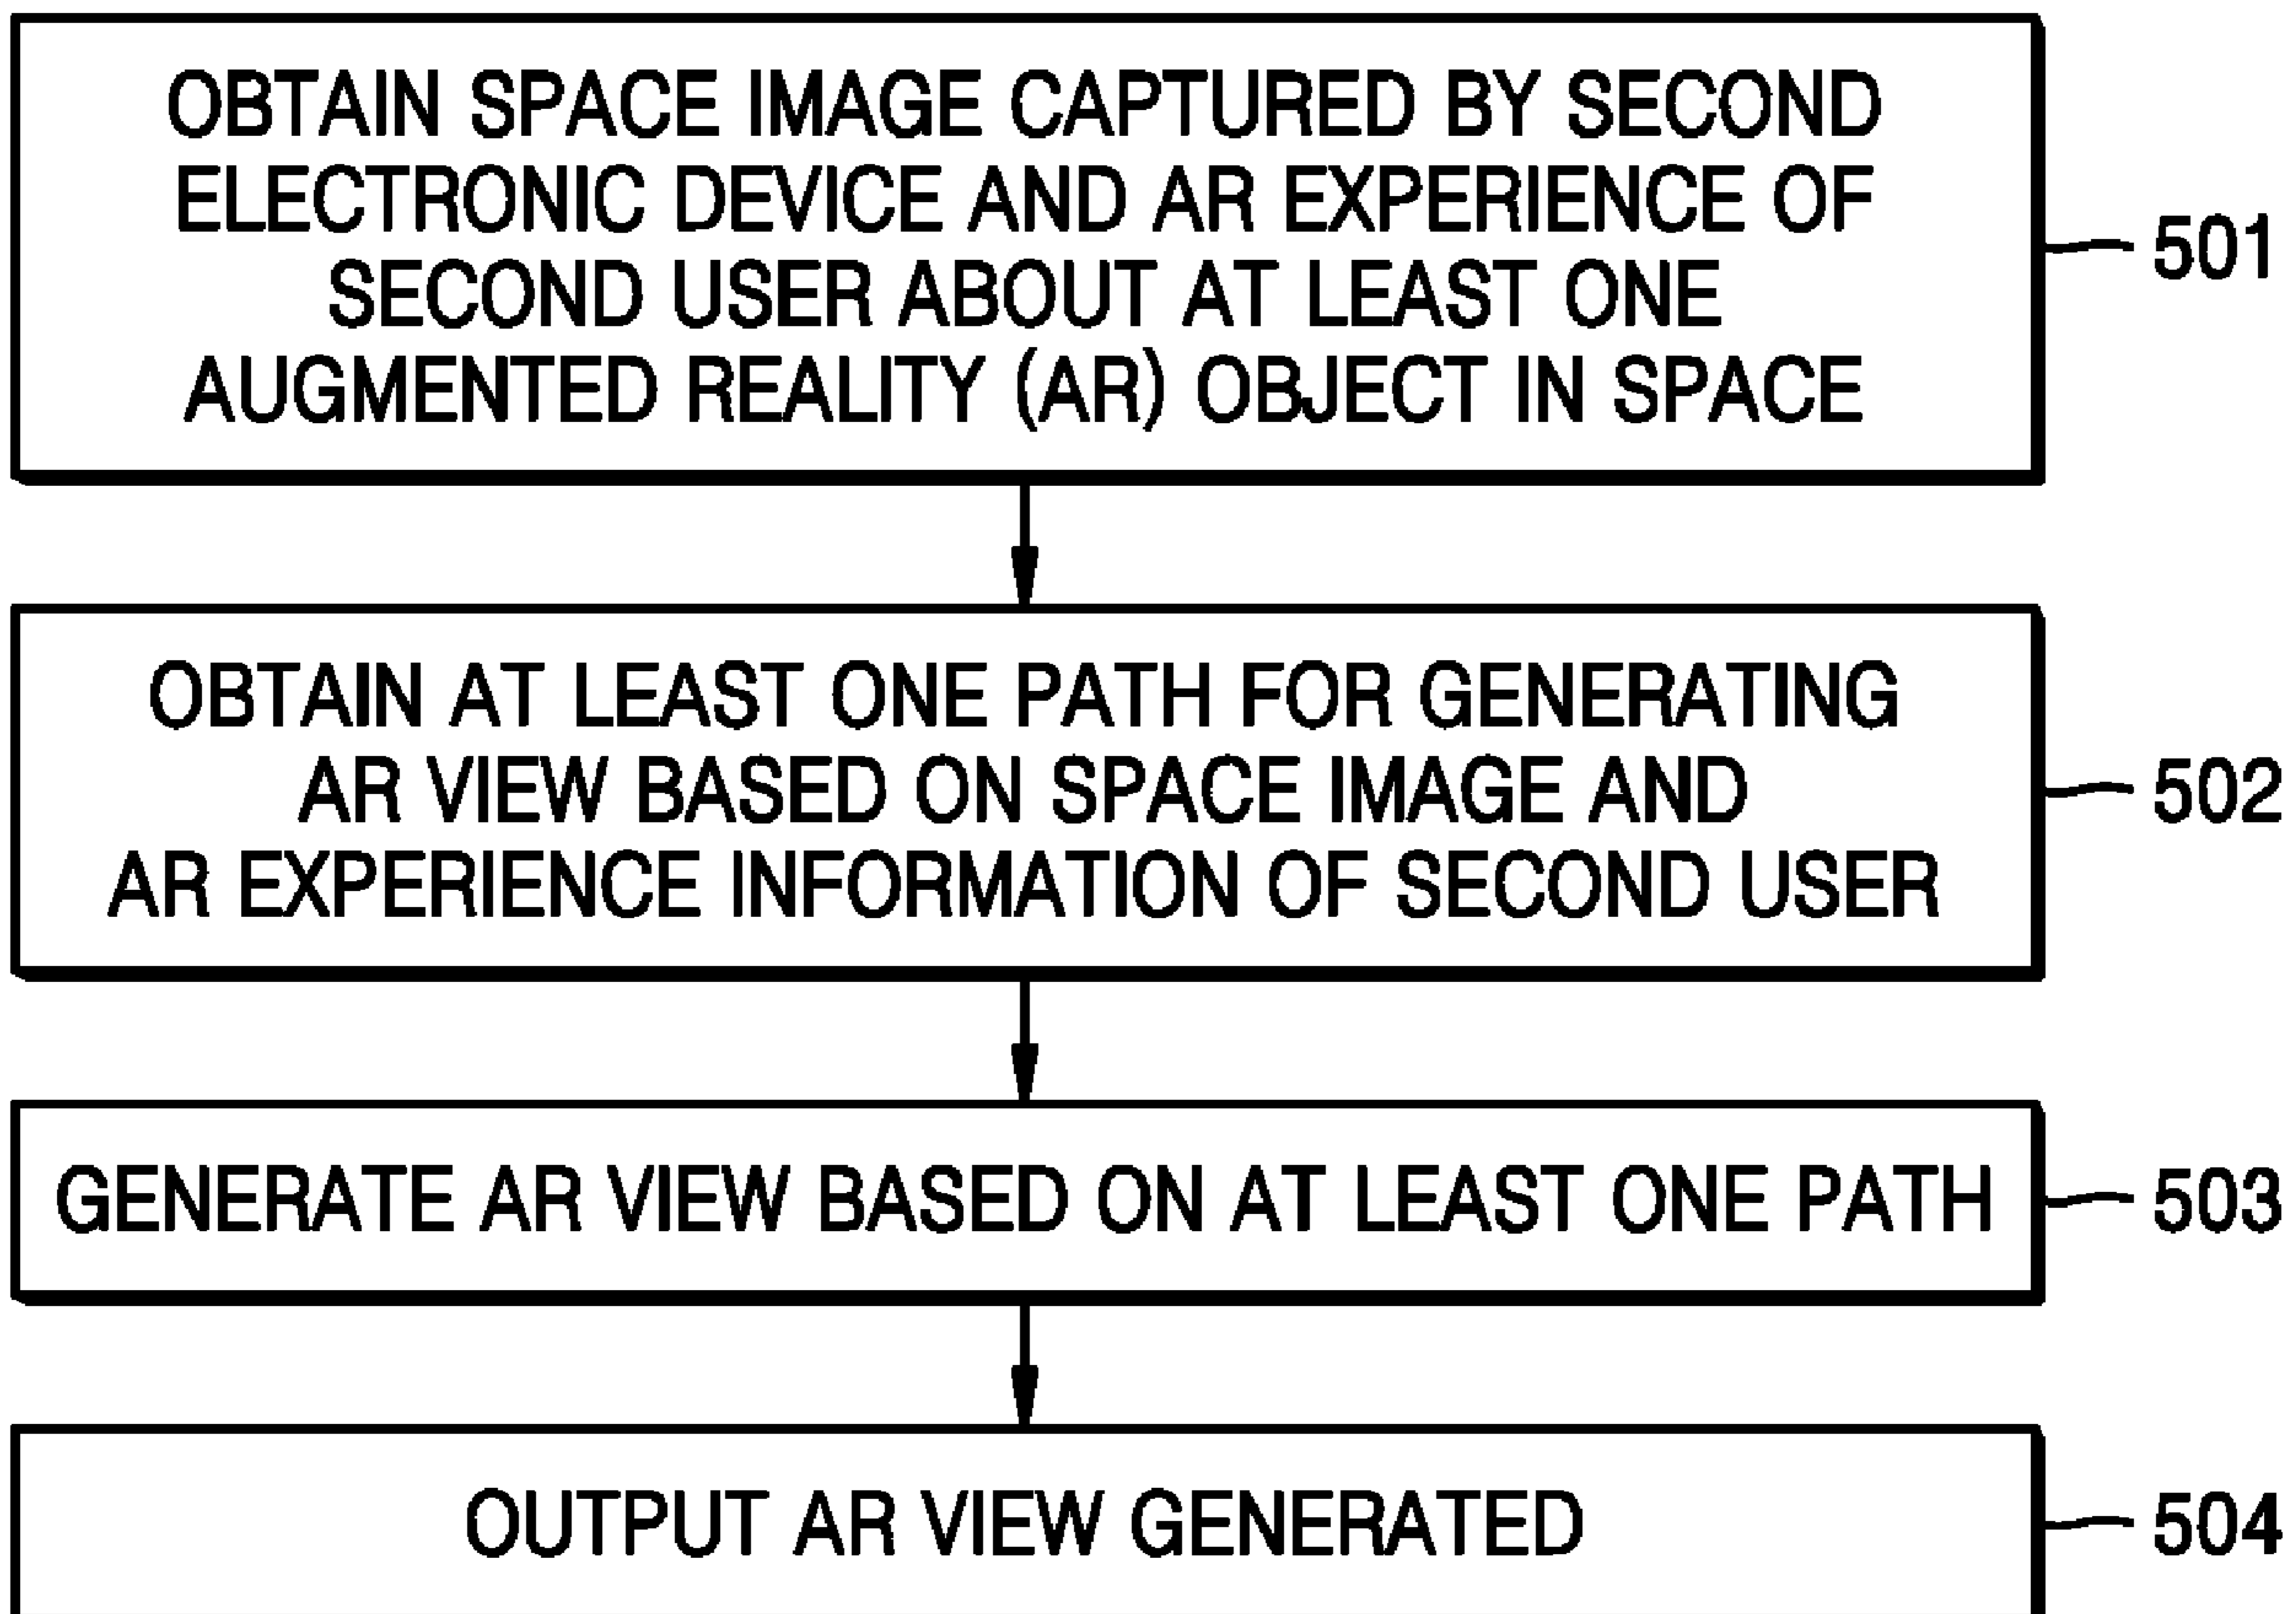 OBTAIN SPACE IMAGE CAPTURED BY SECOND
ELECTRONIC DEVICE AND AR EXPERIENCE OF
SECOND USER ABOUT AT LEAST ONE
AUGMENTED REALITY (AR) OBJECT IN SPACE
501
OBTAIN AT LEAST ONE PATH FOR GENERATING
AR VIEW BASED ON SPACE IMAGE AND
AR EXPERIENCE INFORMATION OF SECOND USER
502
GENERATE AR VIEW BASED ON AT LEAST ONE PATH
503
OUTPUT AR VIEW GENERATED
504